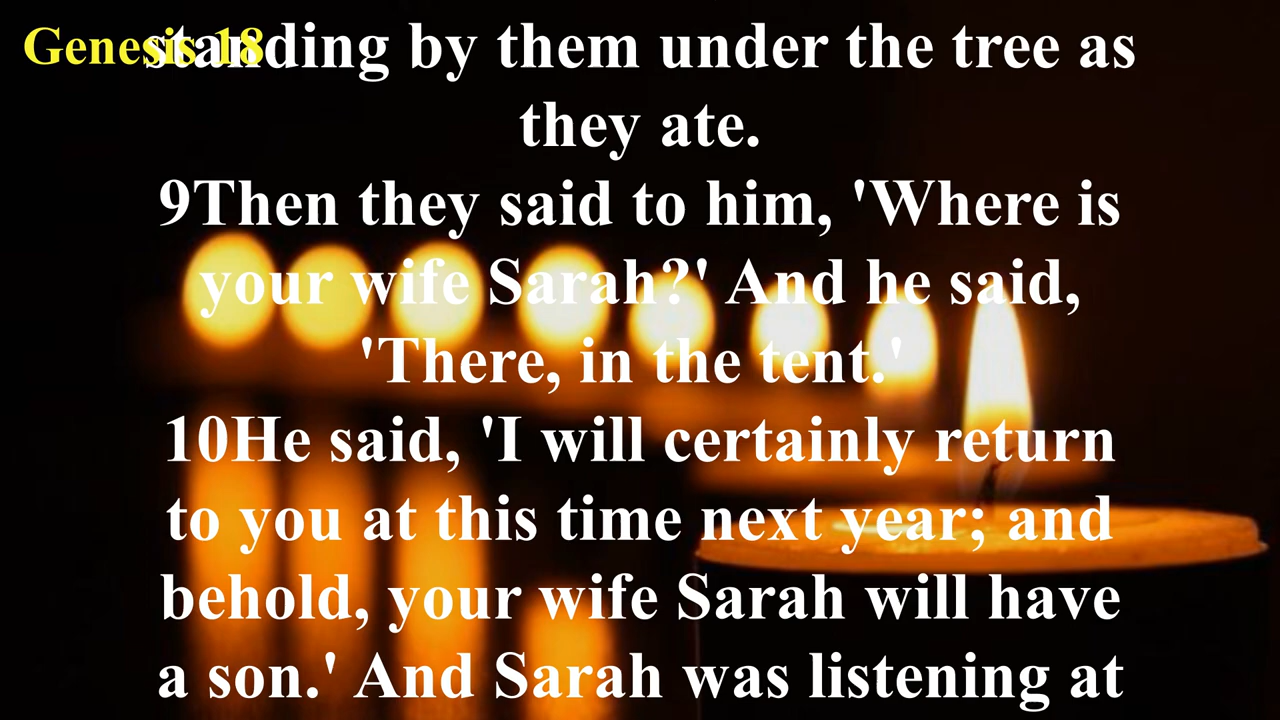 Genesis 18
standing by them under the tree as
they ate.
9Then they said to him, 'Where is
your wife Sarah?' And he said,
'There, in the tent.'
10He said, 'I will certainly return
to you at this time next year; and
behold, your wife Sarah will have
a son.' And Sarah was listening at